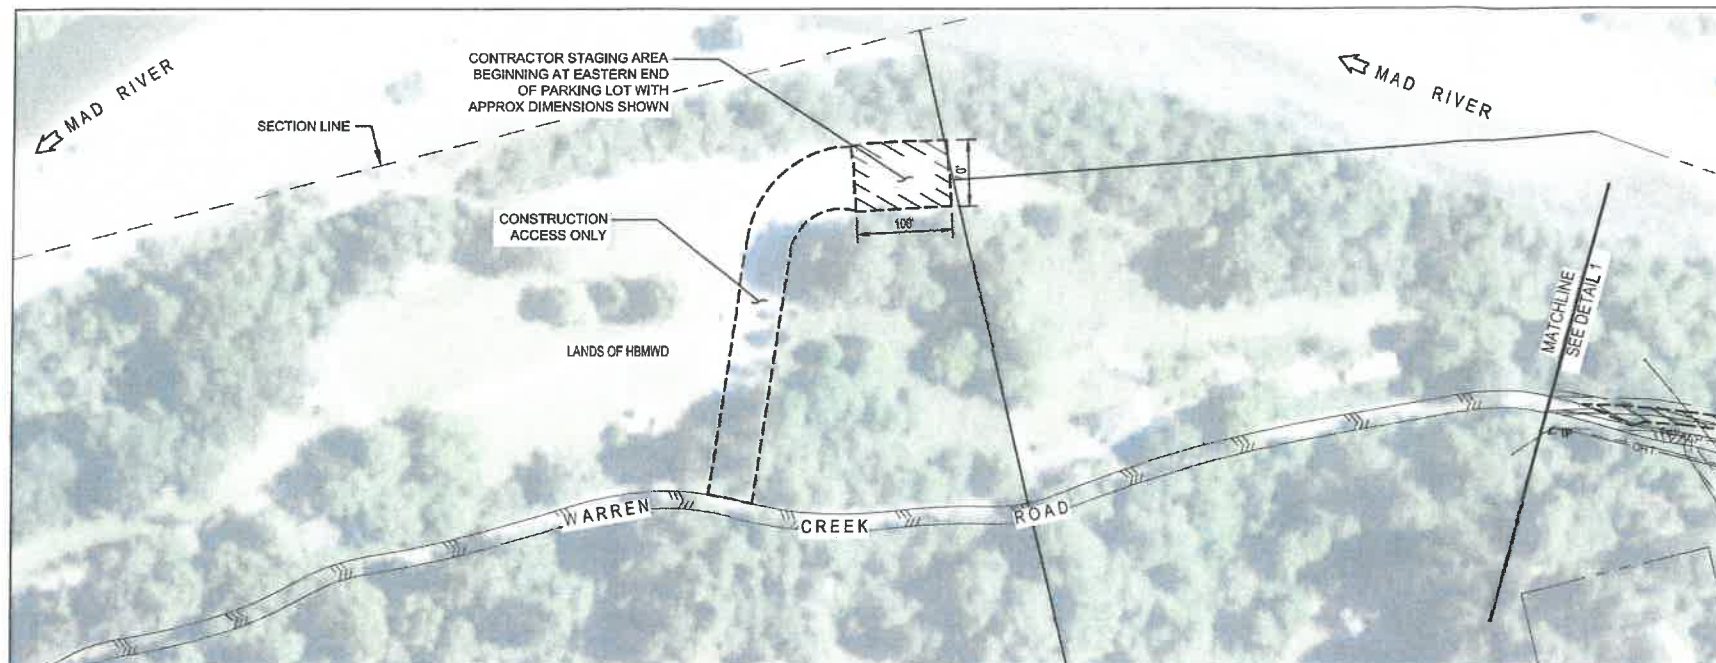 CONTRACTOR STAGING AREA
BEGINNING AT EASTERN END
OF PARKING LOT WITH
APPROX DIMENSIONS SHOWN
MAD RIVER
MAD RIVER
SECTION LINE
CONSTRUCTION
ACCESS ONLY
100'
LANDS OF HBMWD
MATCHLINE
SEE DETAIL 1
WARREN CREEK ROAD